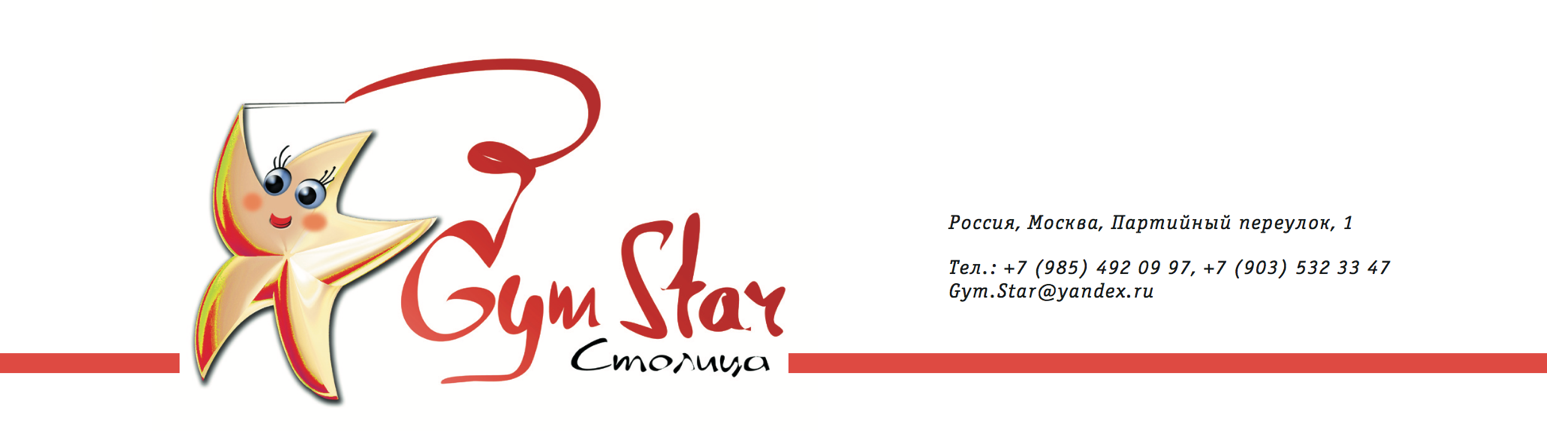 Gym Star
Столица
Россия, Москва, Партийный переулок, 1
Тел.: +7 (985) 492 09 97, +7 (903) 532 33 47
Gym.Star@yandex.ru